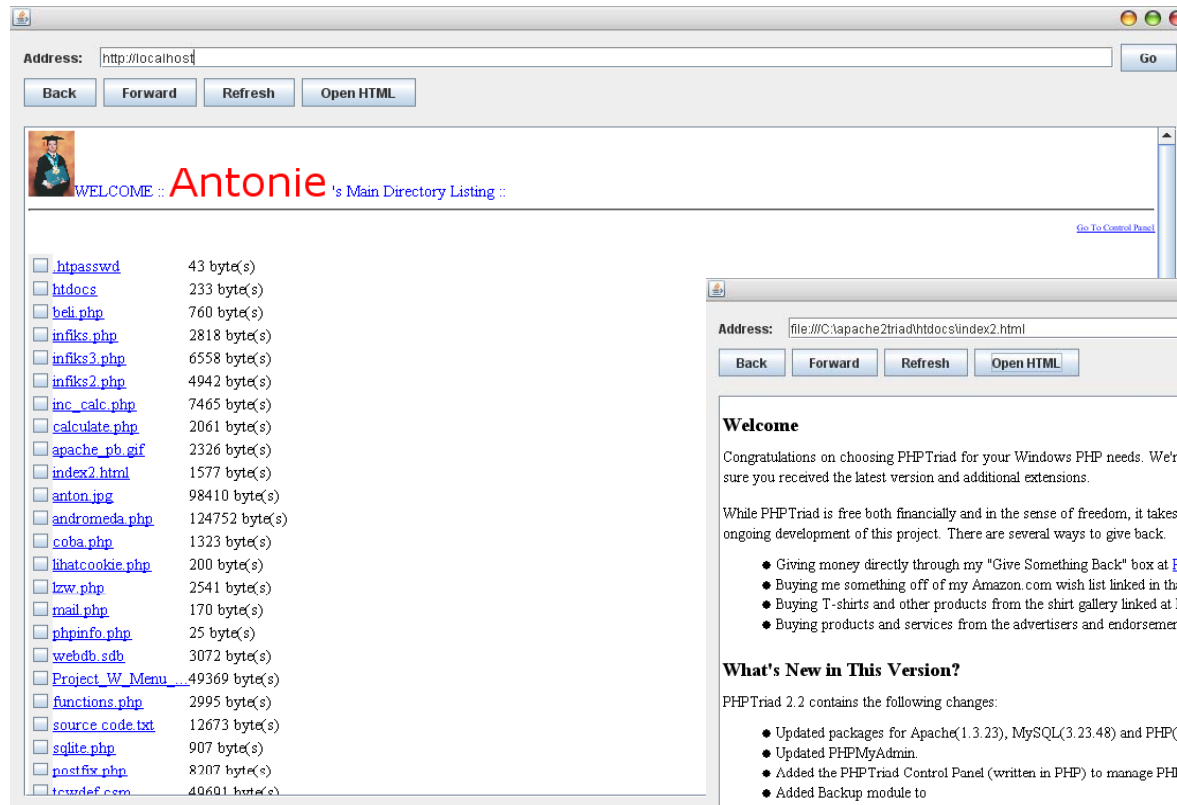 Address: http://localhost Go
Back Forward Refresh Open HTML
WELCOME :: Antonie 's Main Directory Listing ::
Go To Control Panel
.htpasswd 43 byte(s)
htdocs 233 byte(s)
beli.php 760 byte(s)
infiks.php 2818 byte(s)
infiks3.php 6558 byte(s)
infiks2.php 4942 byte(s)
inc_calc.php 7465 byte(s)
calculate.php 2061 byte(s)
apache_pb.gif 2326 byte(s)
index2.html 1577 byte(s)
anton.jpg 98410 byte(s)
andromeda.php 124752 byte(s)
coba.php 1323 byte(s)
lihatcookie.php 200 byte(s)
lzw.php 2541 byte(s)
mail.php 170 byte(s)
phpinfo.php 25 byte(s)
webdb.sdb 3072 byte(s)
Project_W_Menu_...49369 byte(s)
functions.php 2995 byte(s)
source code.txt 12673 byte(s)
sqlite.php 907 byte(s)
postfix.php 8207 byte(s)
tcwdef.csm 49691 byte(s)
Address: file:///C:\apache2triad\htdocs\index2.html
Back Forward Refresh Open HTML
Welcome
Congratulations on choosing PHPTriad for your Windows PHP needs. We'r
sure you received the latest version and additional extensions.
While PHPTriad is free both financially and in the sense of freedom, it takes
ongoing development of this project. There are several ways to give back.
● Giving money directly through my "Give Something Back" box at
● Buying me something off of my Amazon.com wish list linked in tha
● Buying T-shirts and other products from the shirt gallery linked at
● Buying products and services from the advertisers and endorsemen
What's New in This Version?
PHPTriad 2.2 contains the following changes:
● Updated packages for Apache(1.3.23), MySQL(3.23.48) and PHP(
● Updated PHPMyAdmin.
● Added the PHPTriad Control Panel (written in PHP) to manage PHI
● Added Backup module to